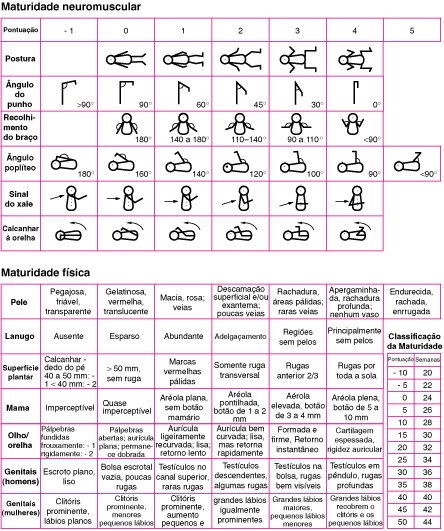 Maturidade neuromuscular
Pontuação - 1 0 1 2 3 4 5
Postura
Ângulo
do
punho
>90° 90° 60° 45° 30° 0°
Recolhi-
mento
do braço
180° 140 a 180° 110–140° 90 a 110° <90°
Ângulo
poplíteo
180° 160° 140° 120° 100° 90° <90°
Sinal
do xale
Calcanhar
à orelha
Maturidade física
Pele
Pegajosa,
friável,
transparente
Gelatinosa,
vermelha,
translucente
Macia, rosa;
veias
Descamação
superficial e/ou
exantema;
poucas veias
Rachadura,
áreas pálidas;
raras veias
Apergaminha-
da, rachadura
profunda;
nenhum vaso
Endurecida,
rachada,
enrrugada
Lanugo
Ausente
Esparso
Abundante
Adelgaçamento
Regiões
sem pelos
Principalmente
sem pelos
Superfície
plantar
Calcanhar -
dedo do pé
40 a 50 mm: - 1
< 40 mm: - 2
> 50 mm,
sem ruga
Marcas
vermelhas
pálidas
Somente ruga
transversal
Rugas
anterior 2/3
Rugas por
toda a sola
Mama
Imperceptível
Quase
imperceptível
Aréola plana,
sem botão
mamário
Aréola
pontilhada,
botão de 1 a 2
mm
Aérola
elevada, botão
de 3 a 4 mm
Aréola plena,
botão de 5 a
10 mm
Olho/
orelha
Pálpebras
fundidas
frouxamente: - 1
rigidamente: - 2
Pálpebras
abertas; aurícula
plana; permane-
os dobrada
Aurícula
ligeiramente
recurvada; lisa;
retorno lento
Aurícula bem
curvada; lisa,
mas retorna
rapidamente
Formada e
firme, Retorno
instantâneo
Cartilagem
espessada,
rigidez auricular
Genitais
(homens)
Escroto plano,
liso
Bolsa escrotal
vazia, poucas
rugas
Testículos no
canal superior,
raras rugas
Testículos
descendentes,
algumas rugas
Testículos na
bolsa, rugas
bem visíveis
Testículos em
pêndulo, rugas
profundas
Genitais
(mulheres)
Clitóris
prominente,
lábios planos
Clitóris
prominente,
menores
pequenos lábios
Clitóris
prominente,
aumento
pequenos e
grandes lábios
igualmente
prominentes
Grandes lábios
maiores,
pequenos lábios
menores
Grandes lábios
recobrem o
clitóris e os
pequenos lábios
Classificação
da Maturidade
Pontuação Semanas
- 10 20
- 5 22
0 24
5 26
10 28
15 30
20 32
25 34
30 36
35 38
40 40
45 42
50 44